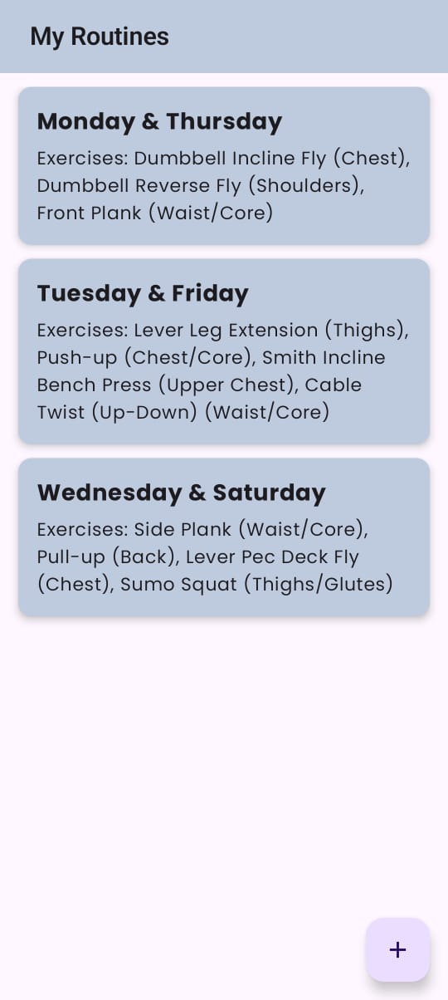 My Routines
Monday & Thursday
Exercises: Dumbbell Incline Fly (Chest),
Dumbbell Reverse Fly (Shoulders),
Front Plank (Waist/Core)
Tuesday & Friday
Exercises: Lever Leg Extension (Thighs),
Push-up (Chest/Core), Smith Incline
Bench Press (Upper Chest), Cable
Twist (Up-Down) (Waist/Core)
Wednesday & Saturday
Exercises: Side Plank (Waist/Core),
Pull-up (Back), Lever Pec Deck Fly
(Chest), Sumo Squat (Thighs/Glutes)
+